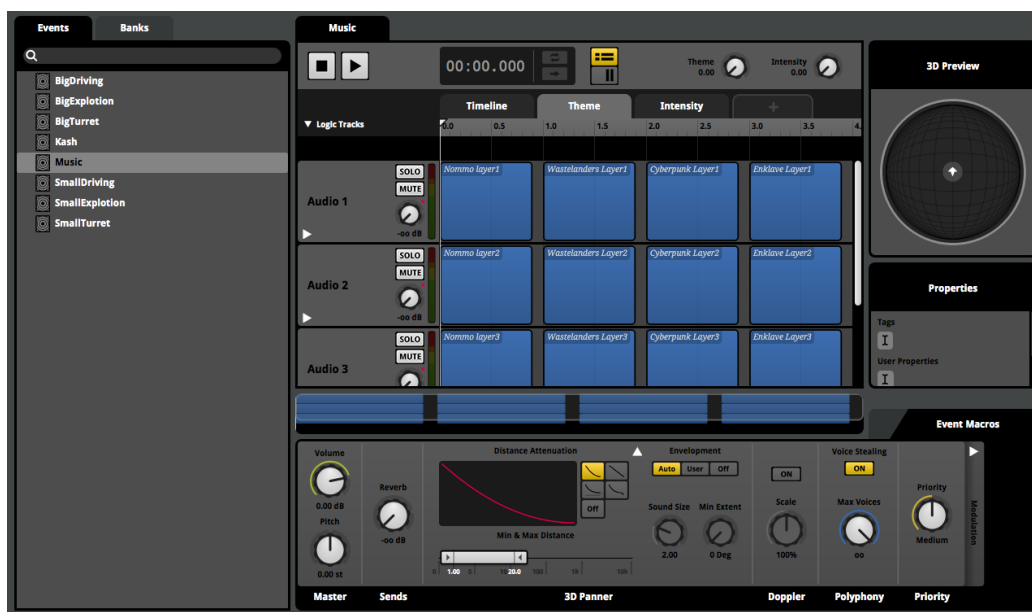 Events Banks
BigDriving
BigExplotion
BigTurret
Kash
Music
SmallDriving
SmallExplotion
SmallTurret
Music
00:00.000
Theme
0.00
Intensity
0.00
Timeline Theme Intensity +
Logic Tracks
0.0 0.5 1.0 1.5 2.0 2.5 3.0 3.5 4.
Audio 1
SOLO
MUTE
-oo dB
Nommo layer1 Wastelanders Layer1 Cyberpunk Layer1 Enklave Layer1
Audio 2
SOLO
MUTE
-oo dB
Nommo layer2 Wastelanders Layer2 Cyberpunk Layer2 Enklave Layer2
Audio 3
SOLO
MUTE
Nommo layer3 Wastelanders Layer3 Cyberpunk Layer3 Enklave Layer3
3D Preview
Properties
Tags
User Properties
Event Macros
Volume
0.00 dB
Pitch
0.00 st
Master
Reverb
-oo dB
Sends
Distance Attenuation
Off
Min & Max Distance
1.00 20.0 100 1k 10k
Envelopment
Auto User Off
Sound Size Min Extent
2.00 0 Deg
3D Panner
ON
Scale
100%
Doppler
Voice Stealing
ON
Max Voices
oo
Polyphony
Priority
Medium
Priority
Modulation